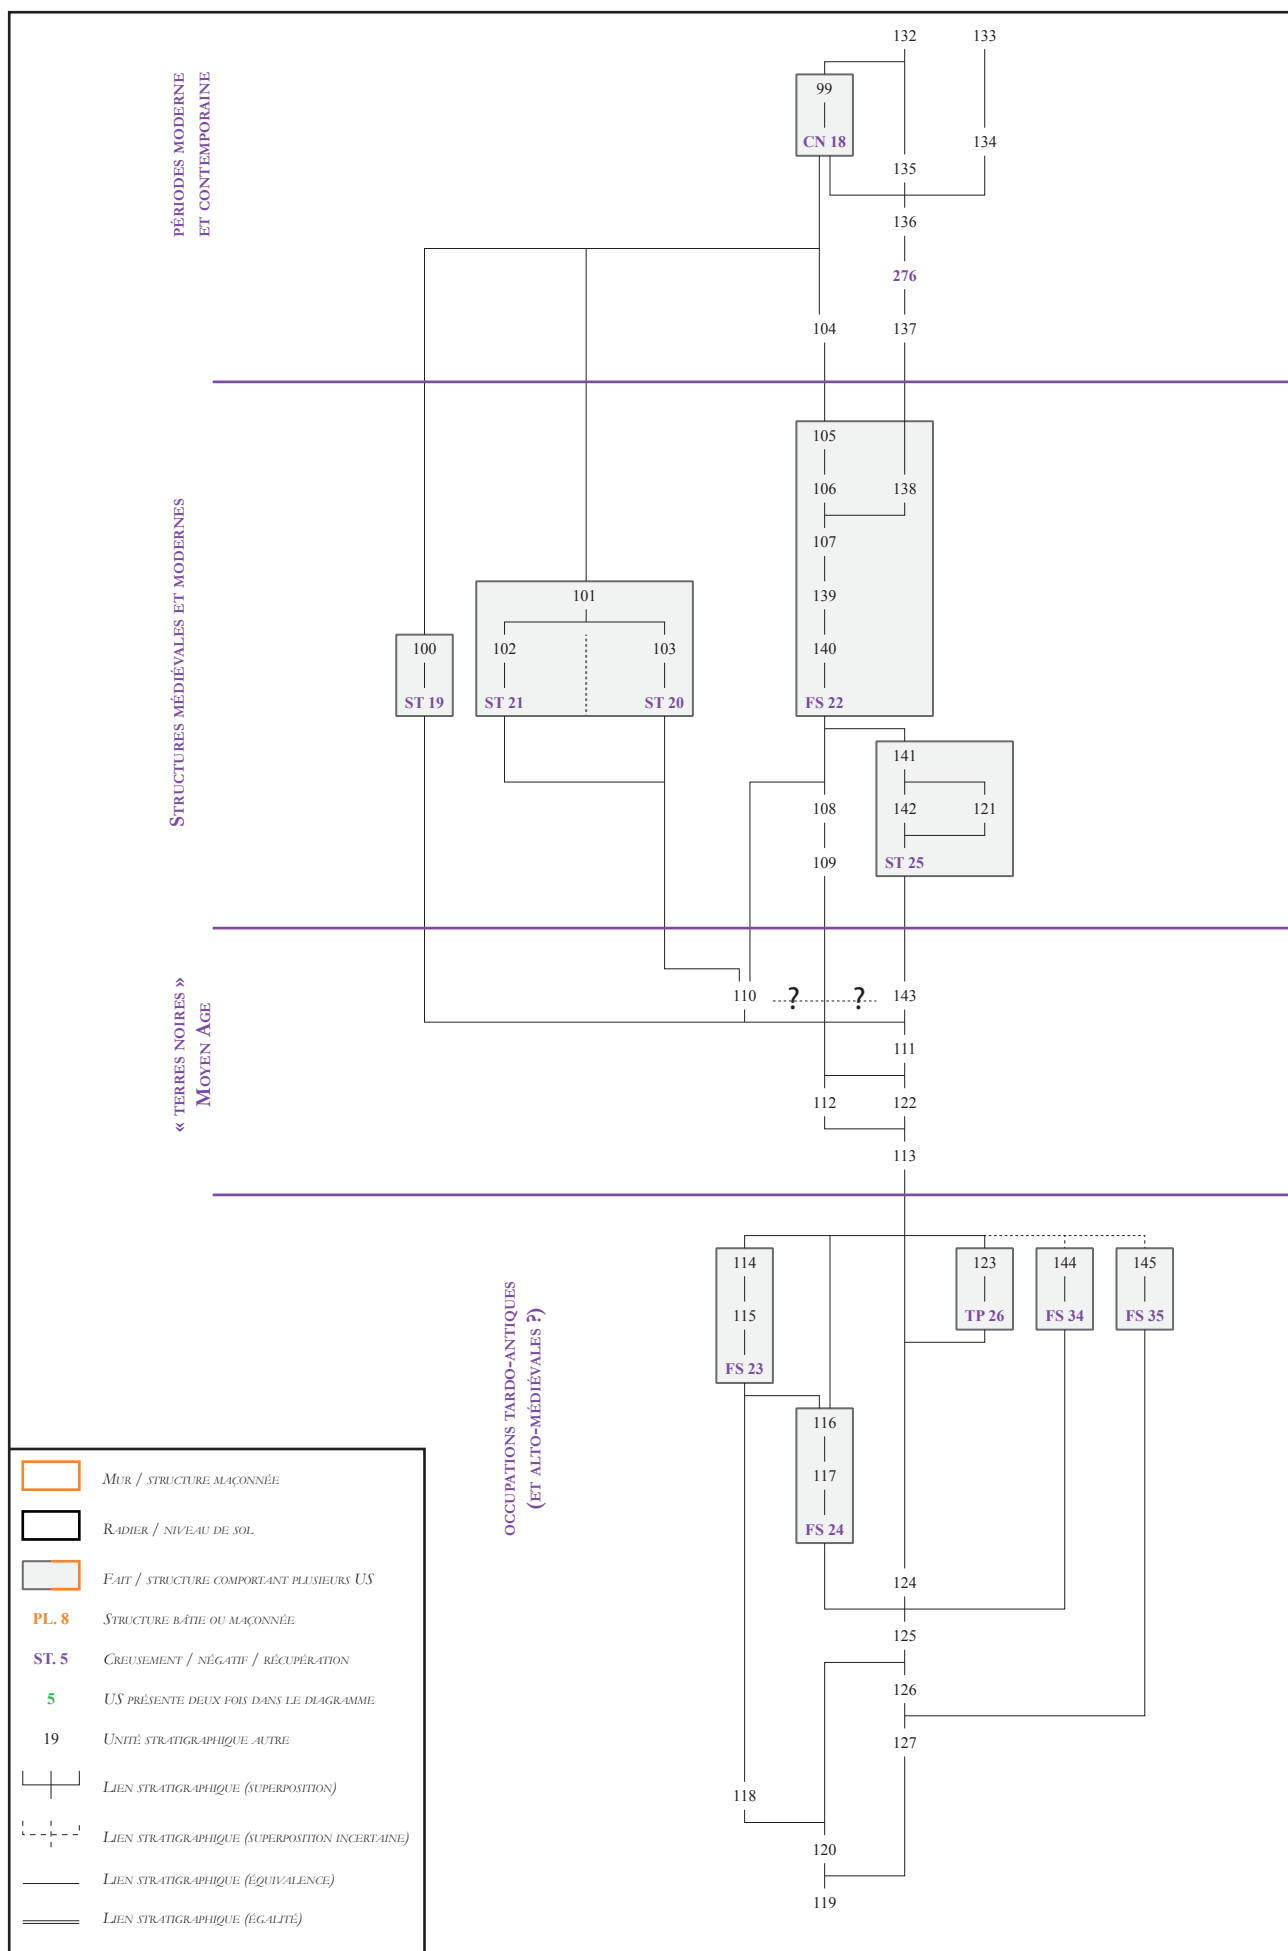 132 133
99
CN 18 134
135
136
276
104 137
PÉRIODES MODERNE
ET CONTEMPORAINE
105
106 138
107
101 139
100 102 103 140
ST 19 ST 21 ST 20 FS 22
141
108 142 121
109 ST 25
STRUCTURES MÉDIÉVALES ET MODERNES
110 ? ? 143
111
112 122
113
« TERRES NOIRES »
MOYEN AGE
114 123 144 145
115 TP 26 FS 34 FS 35
FS 23
116
117
FS 24
124
125
126
127
118
120
119
OCCUPATIONS TARDO-ANTIQUES
(ET ALTO-MÉDIÉVALES ?)
MUR / STRUCTURE MAÇONNÉE
RADIER / NIVEAU DE SOL
FAIT / STRUCTURE COMPORTANT PLUSIEURS US
PL. 8 STRUCTURE BÂTIE OU MAÇONNÉE
ST. 5 CREUSEMENT / NÉGATIF / RÉCUPÉRATION
5 US PRÉSENTE DEUX FOIS DANS LE DIAGRAMME
19 UNITÉ STRATIGRAPHIQUE AUTRE
LIEN STRATIGRAPHIQUE (SUPERPOSITION)
LIEN STRATIGRAPHIQUE (SUPERPOSITION INCERTAINE)
LIEN STRATIGRAPHIQUE (ÉQUIVALENCE)
LIEN STRATIGRAPHIQUE (ÉGALITÉ)